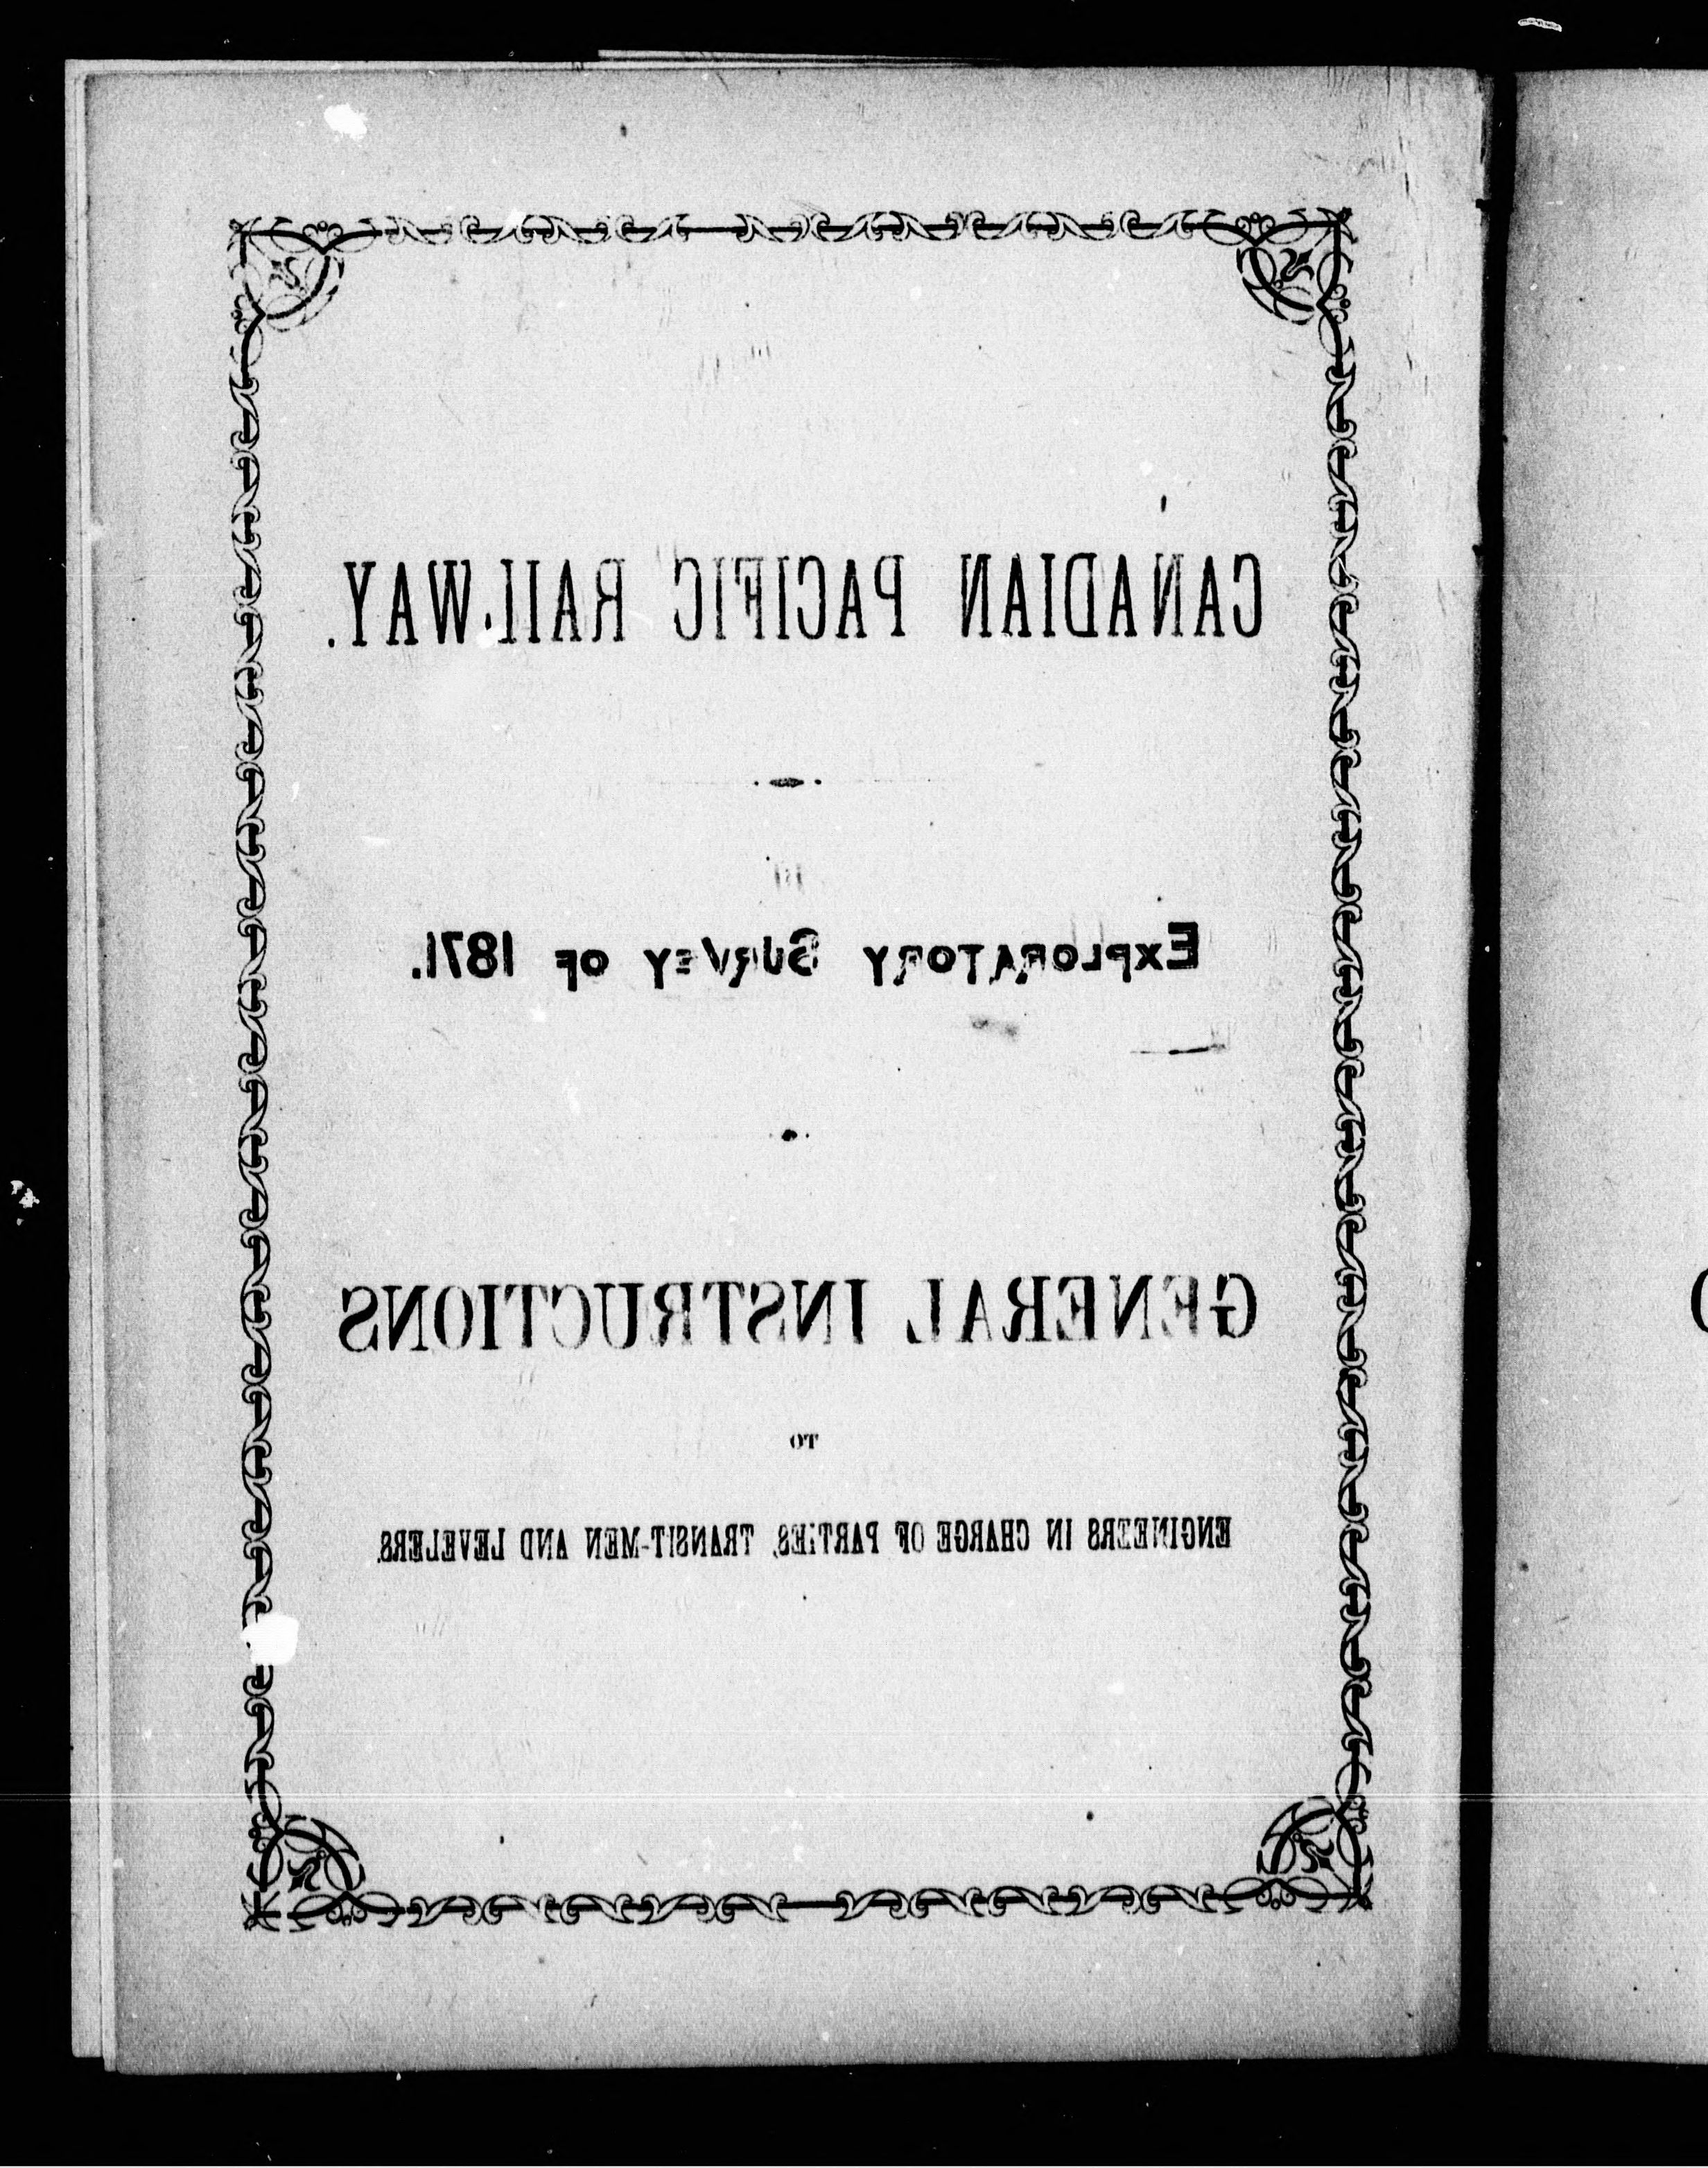 CANADIAN PACIFIC RAILWAY.
EXPLORATORY SURVEY OF 1871.
GENERAL INSTRUCTIONS
TO
ENGINEERS IN CHARGE OF PARTIES, TRANSIT-MEN AND LEVELERS.